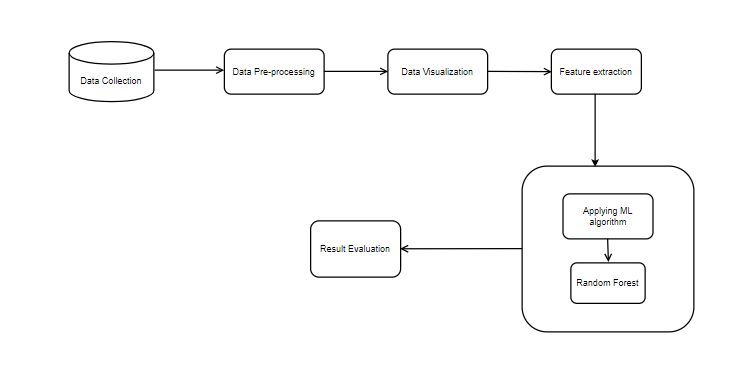 Data Collection
Data Pre-processing
Data Visualization
Feature extraction
Applying ML
algorithm
Random Forest
Result Evaluation